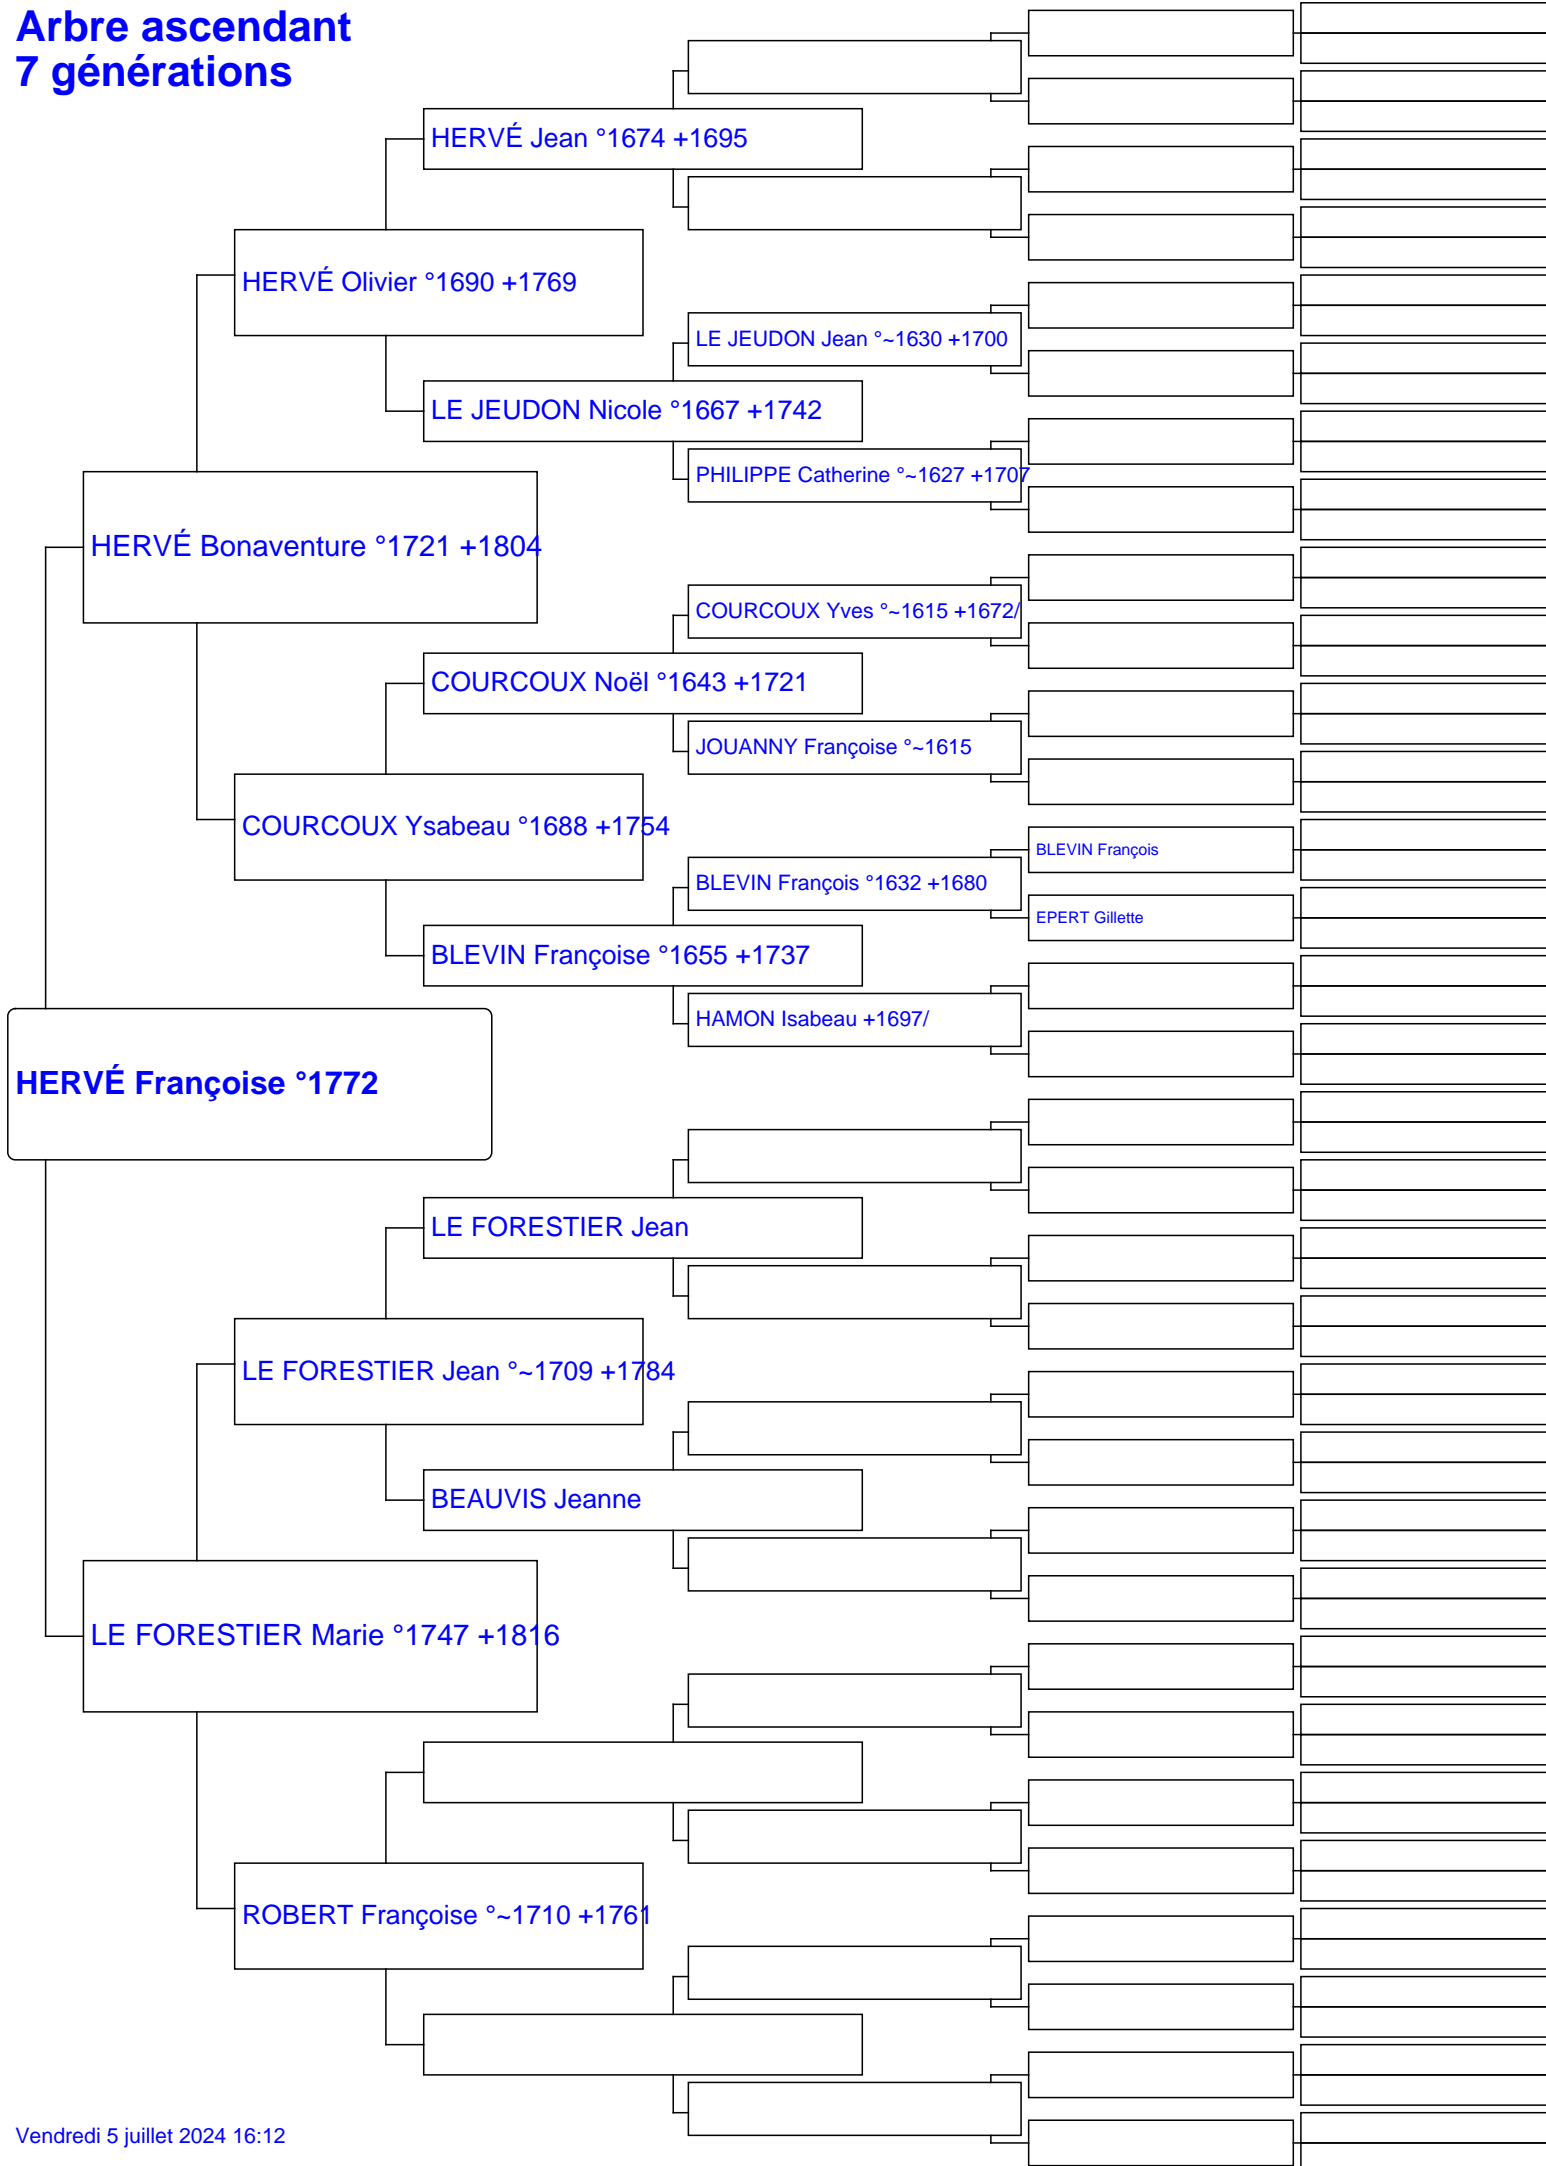 Arbre ascendant
7 générations
HERVÉ Jean °1674 +1695
HERVÉ Olivier °1690 +1769
LE JEUDON Jean °~1630 +1700
LE JEUDON Nicole °1667 +1742
PHILIPPE Catherine °~1627 +1707
HERVÉ Bonaventure °1721 +1804
COURCOUX Yves °~1615 +1672/
COURCOUX Noël °1643 +1721
JOUANNY Françoise °~1615
COURCOUX Ysabeau °1688 +1754
BLEVIN François
BLEVIN François °1632 +1680
EPERT Gillette
BLEVIN Françoise °1655 +1737
HAMON Isabeau +1697/
HERVÉ Françoise °1772
LE FORESTIER Jean
LE FORESTIER Jean °~1709 +1784
BEAUVIS Jeanne
LE FORESTIER Marie °1747 +1816
ROBERT Françoise °~1710 +1761
Vendredi 5 juillet 2024 16:12